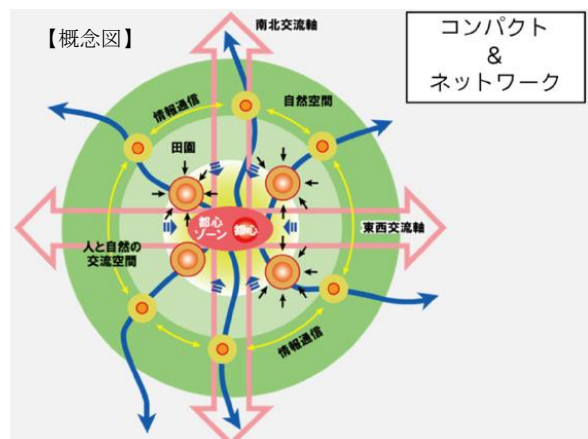 【概念図】
南北交流軸
コンパクト
&
ネットワーク
情報通信
自然空間
田園
都心
ゾーン
都心
東西交流軸
人と自然の
交流空間
情報通信